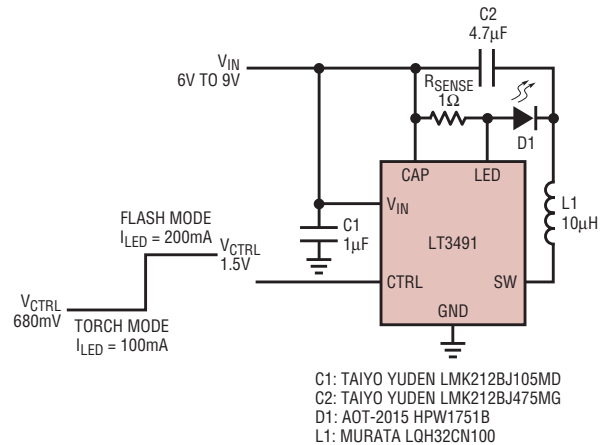 C2
4.7µF
V_IN
6V TO 9V
R_SENSE
1Ω
D1
CAP
LED
V_IN
L1
10µH
C1
1µF
LT3491
FLASH MODE
I_LED = 200mA
V_CTRL
1.5V
CTRL
SW
V_CTRL
680mV
TORCH MODE
I_LED = 100mA
GND
C1: TAIYO YUDEN LMK212BJ105MD
C2: TAIYO YUDEN LMK212BJ475MG
D1: AOT-2015 HPW1751B
L1: MURATA LQH32CN100